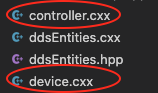 controller.cxx
ddsEntities.cxx
ddsEntities.hpp
device.cxx